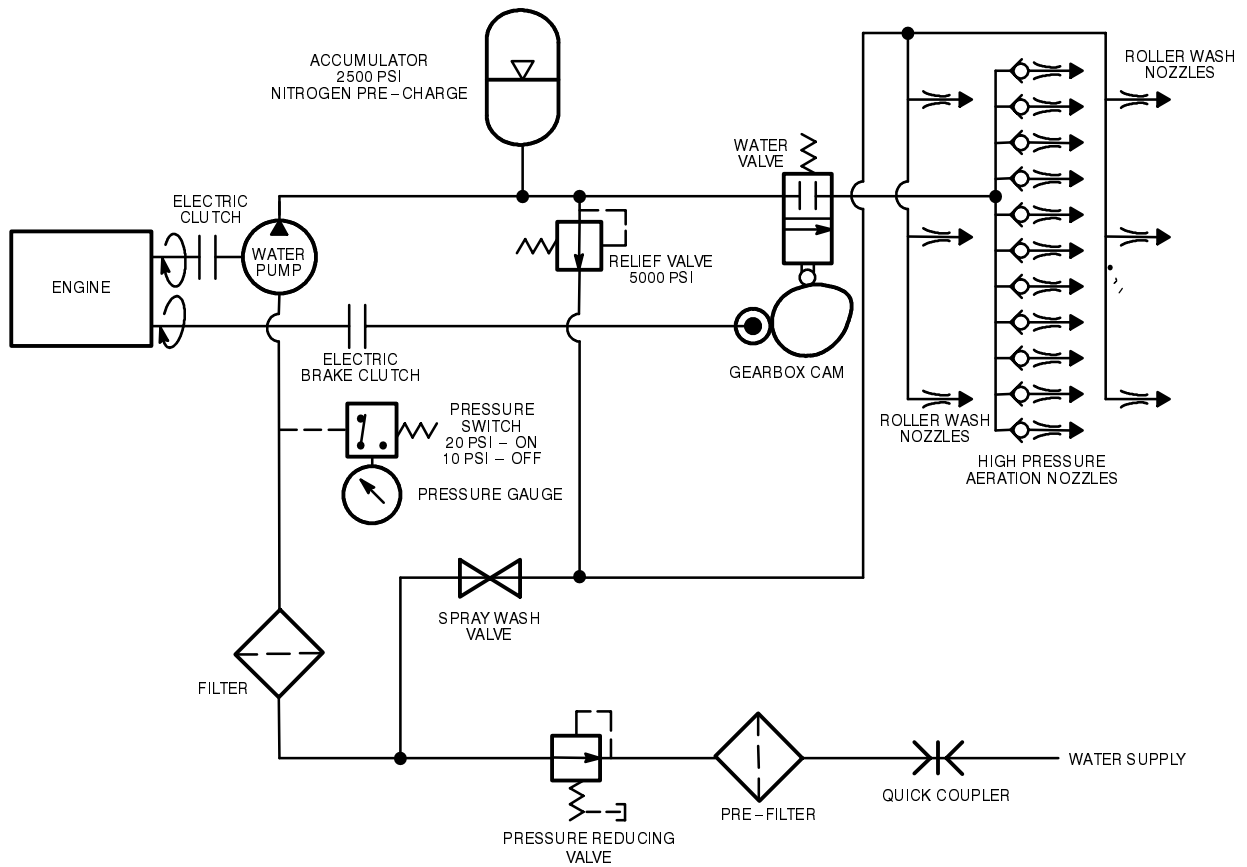 ACCUMULATOR
2500 PSI
NITROGEN PRE-CHARGE
ROLLER WASH
NOZZLES
WATER
VALVE
ELECTRIC
CLUTCH
WATER
PUMP
RELIEF VALVE
5000 PSI
ENGINE
ELECTRIC
BRAKE CLUTCH
GEARBOX CAM
PRESSURE
SWITCH
20 PSI - ON
10 PSI - OFF
PRESSURE GAUGE
ROLLER WASH
NOZZLES
HIGH PRESSURE
AERATION NOZZLES
SPRAY WASH
VALVE
FILTER
WATER SUPPLY
QUICK COUPLER
PRE-FILTER
PRESSURE REDUCING
VALVE